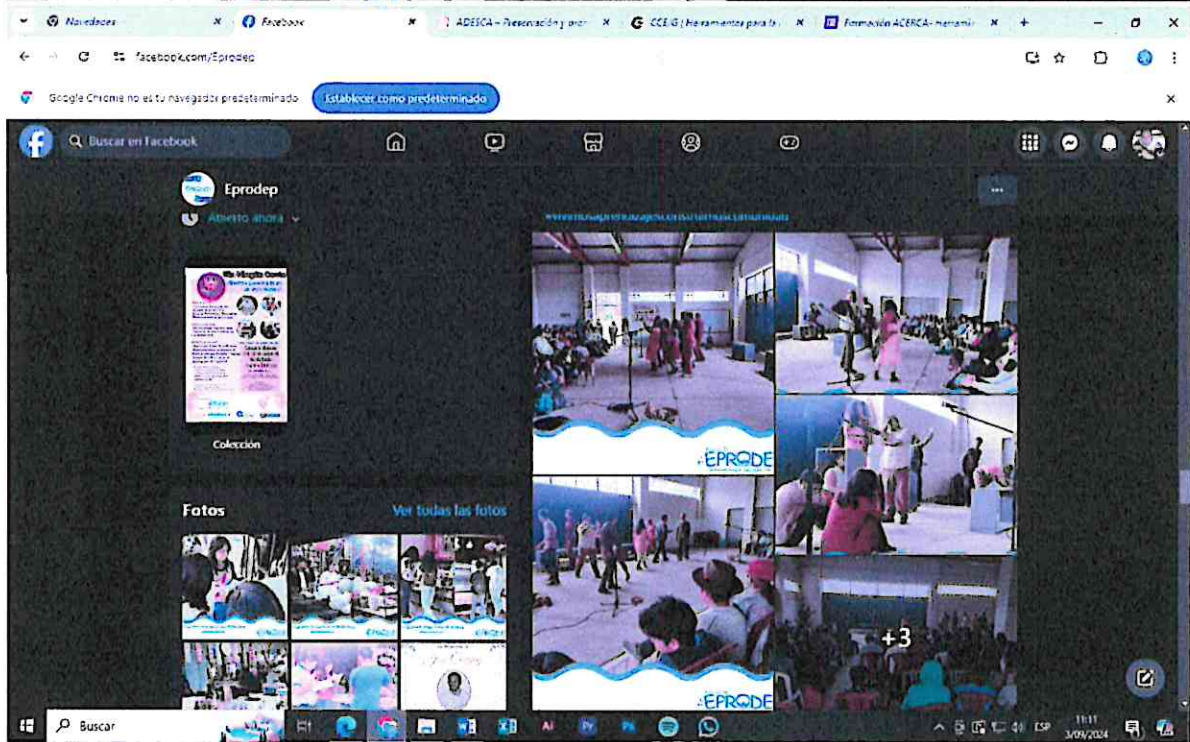 Novedades
Facebook
ADESCA – Presentación y
CCE/G | Herramientas para la
Formación ACERCA- herrami
facebook.com/Eprodep
Google Chrome no es tu navegador predeterminado
Establecer como predeterminado
Buscar en Facebook
Eprodep
Abierto ahora
Colección
Fotos
Ver todas las fotos
EPRODE
EPRODE
+3
Buscar
ESP
11:11
3/09/2024